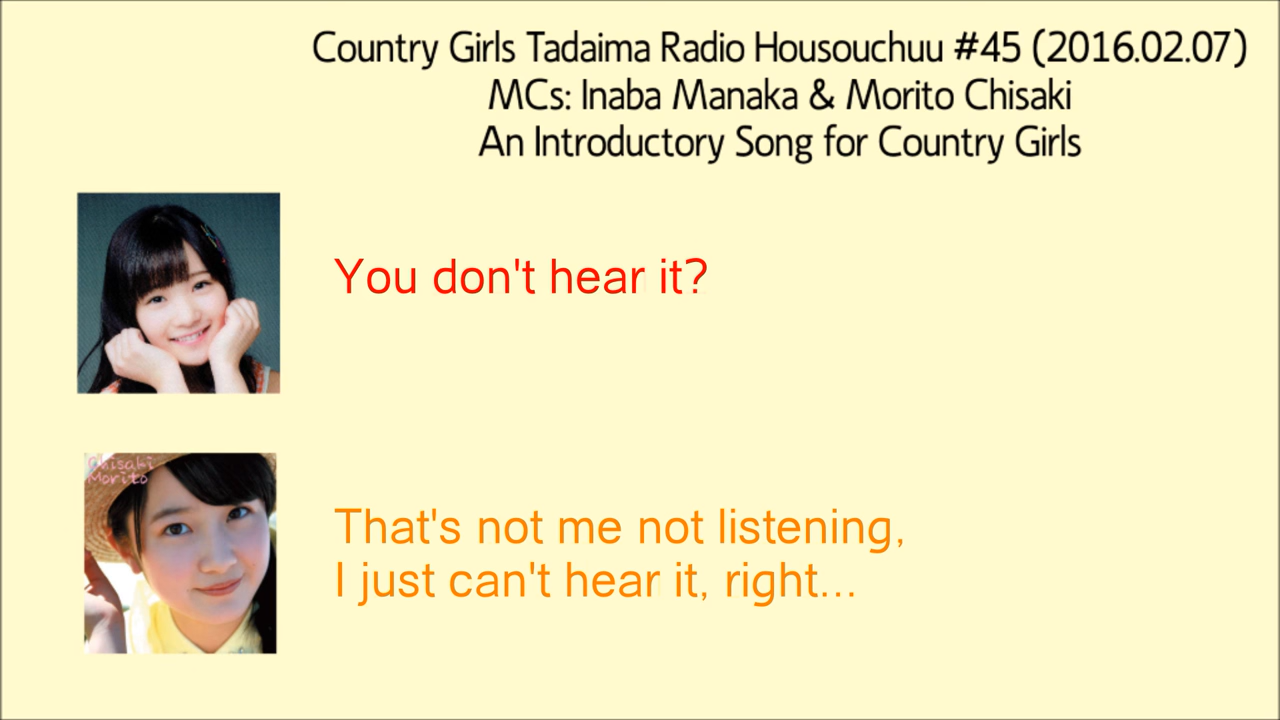 Country Girls Tadaima Radio Housouchuu #45 (2016.02.07)
MCs: Inaba Manaka & Morito Chisaki
An Introductory Song for Country Girls
You don't hear it?
Chisaki
Morito
That's not me not listening,
I just can't hear it, right...